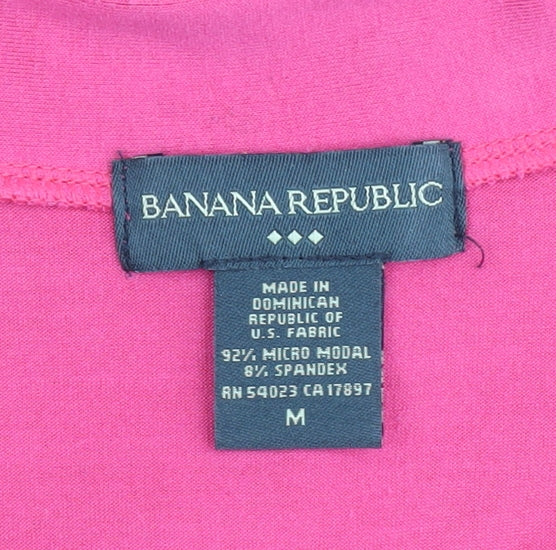 BANANA REPUBLIC
MADE IN
DOMINICAN
REPUBLIC OF
U.S. FABRIC
92% MICRO MODAL
8% SPANDEX
RN 54023 CA 17897
M